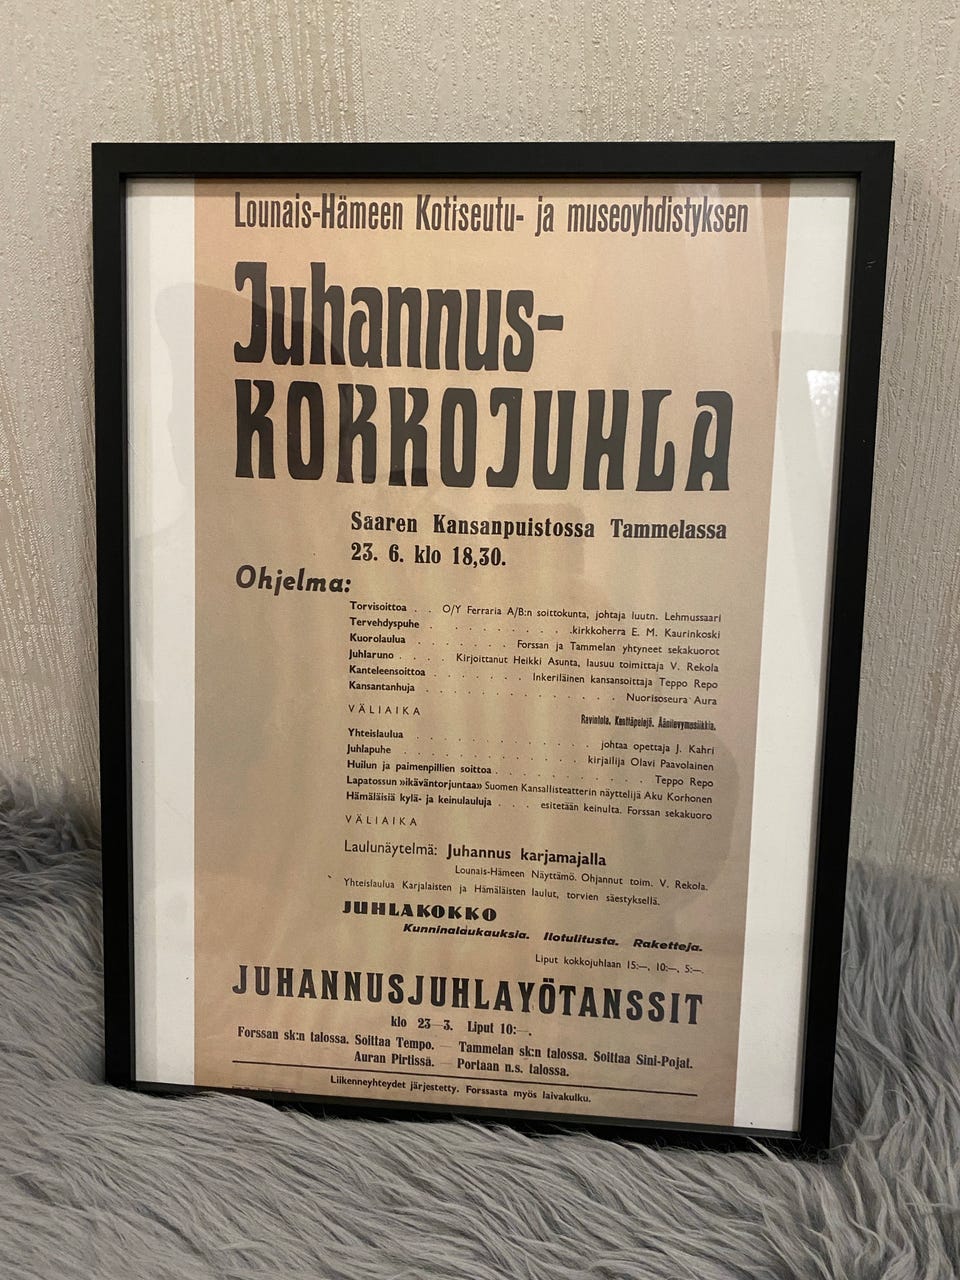 Lounais-Hämeen Kotiseutu- ja museoyhdistyksen
Juhannus-
KOKKOJUHLA
Saaren Kansanpuistossa Tammelassa
23. 6. klo 18,30.
Ohjelma:
Torvisoitto . . O/Y Ferraria A/B:n soittokunta, johtaja luutn. Lehmussaari
Tervehdyspuhe . . . . . . . . kirkkoherra E. M. Kaurinkoski
Kuorolaulua . . . . . . Forssan ja Tammelan yhtyneet sekakuorot
Juhlaruno . . . . Kirjoittanut Heikki Asunta, lausuu toimittaja V. Rekola
Kanteleensoittoa . . . . . . . Inkeriläinen kansansoittaja Teppo Repo
Kansantanhuja . . . . . . . . . . . . . Nuorisoseura Aura
VÄLIAIKA Ravintola. Kenttäpelejä. Äänilevymusiikkia.
Yhteislaulua . . . . . . . . . . . . . johtaa opettaja J. Kahri
Juhlapuhe . . . . . . . . . . . . kirjailija Olavi Paavolainen
Huilun ja paimenpillien soittoa . . . . . . . . . . Teppo Repo
Lapatossun »ikäväntorjuntaa» Suomen Kansallisteatterin näyttelijä Aku Korhonen
Hämäläisiä kylä- ja keinulauluja . . . esitetään keinulta. Forssan sekakuoro
VÄLIAIKA
Laulunäytelmä: Juhannus karjamajalla
Lounais-Hämeen Näyttämö. Ohjannut toim. V. Rekola.
Yhteislaulua Karjalaisten ja Hämäläisten laulut, torvien säestyksellä.
JUHLAKOKKO
Kunninalaukauksia. Ilotulitusta. Raketteja.
Liput kokkojuhlaan 15:—, 10:—, 5:—.
JUHANNUSJUHLAYÖTANSSIT
klo 23—3. Liput 10:—.
Forssan sk:n talossa. Soittaa Tempo. — Tammelan sk:n talossa. Soittaa Sini-Pojat.
Auran Pirtissä. — Portaan n.s. talossa.
Liikenneyhteydet järjestetty. Forssasta myös laivakulku.